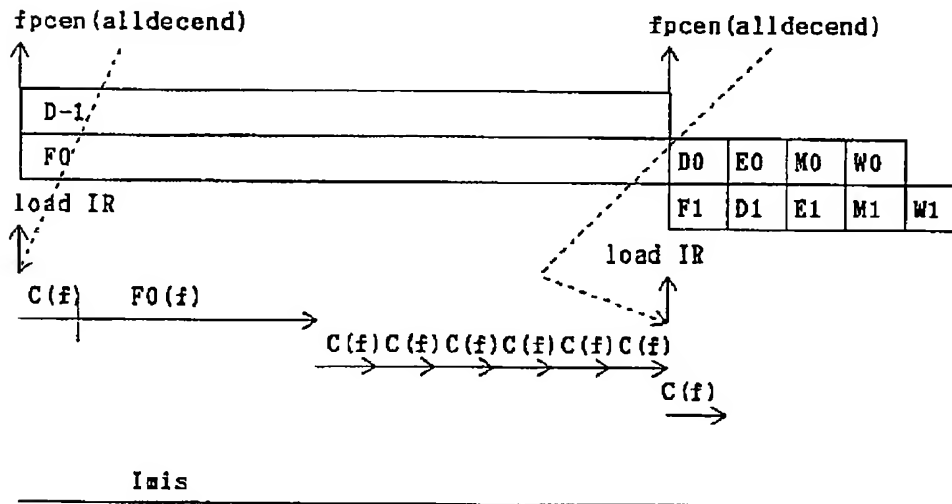 fpcen(alldecend) fpcen(alldecend)
D-1
F0 D0 E0 M0 W0
load IR F1 D1 E1 M1 W1
load IR
C(f) F0(f)
C(f) C(f) C(f) C(f) C(f) C(f)
C(f)
Imis